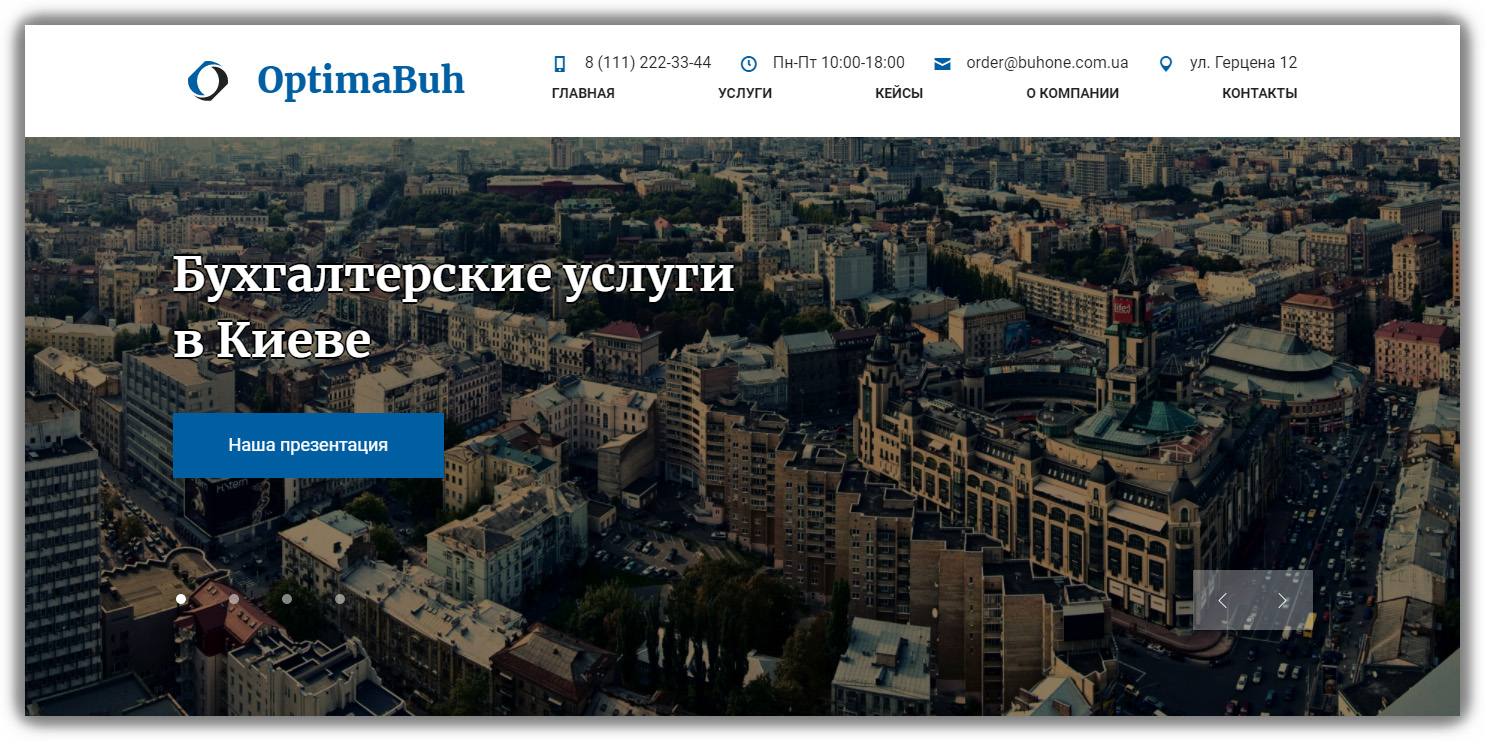 OptimaBuh
8 (111) 222-33-44
Пн-Пт 10:00-18:00
order@buhone.com.ua
ул. Герцена 12
ГЛАВНАЯ
УСЛУГИ
КЕЙСЫ
О КОМПАНИИ
КОНТАКТЫ
Бухгалтерские услуги
в Киеве
Наша презентация